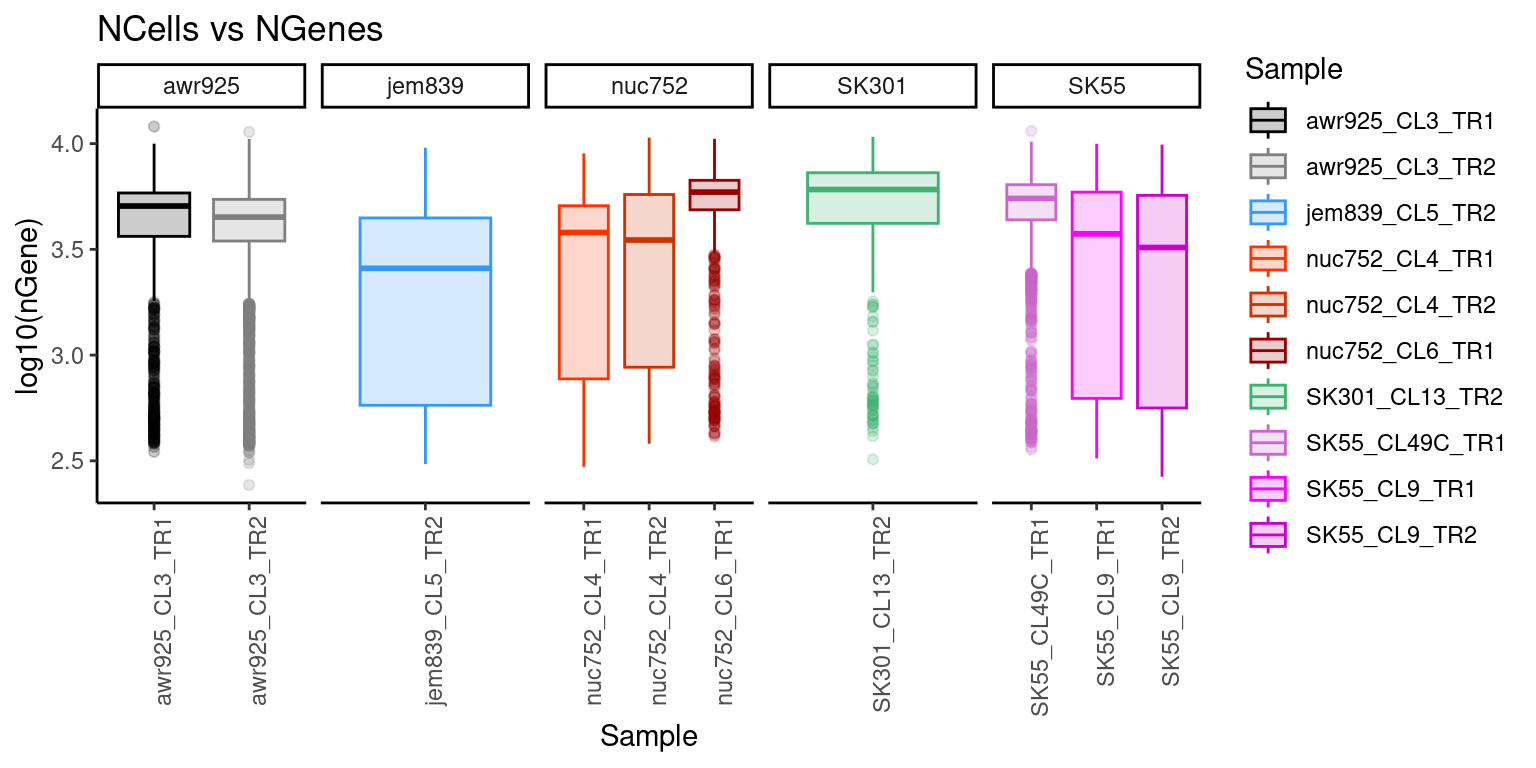 NCells vs NGenes
awr925
jem839
nuc752
SK301
SK55
log10(nGene)
4.0
3.5
3.0
2.5
awr925_CL3_TR1
awr925_CL3_TR2
jem839_CL5_TR2
nuc752_CL4_TR1
nuc752_CL4_TR2
nuc752_CL6_TR1
SK301_CL13_TR2
SK55_CL49C_TR1
SK55_CL9_TR1
SK55_CL9_TR2
Sample
Sample
awr925_CL3_TR1
awr925_CL3_TR2
jem839_CL5_TR2
nuc752_CL4_TR1
nuc752_CL4_TR2
nuc752_CL6_TR1
SK301_CL13_TR2
SK55_CL49C_TR1
SK55_CL9_TR1
SK55_CL9_TR2